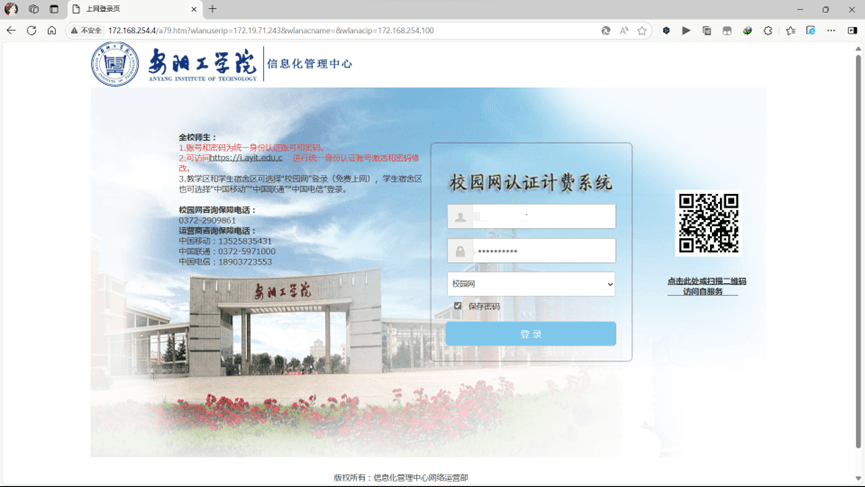 上网登录页
不安全
172.168.254.4/a79.htm?wlanuserip=172.19.71.243&wlanacname=&wlanacip=172.168.254.100
安阳工学院
ANYANG INSTITUTE OF TECHNOLOGY
信息化管理中心
全校师生：
1.账号和密码为统一身份认证账号和密码。
2.可访问https://i.ayit.edu.c 进行统一身份认证账号激活和密码修
改。
3.教学区和学生宿舍区可选择“校园网”登录（免费上网），学生宿舍区
也可选择“中国移动”“中国联通”“中国电信”登录。
校园网咨询保障电话：
0372-2909861
运营商咨询保障电话：
中国移动：13525835431
中国联通：0372-5971000
中国电信：18903723553
安阳工学院
校园网认证计费系统
**********
校园网
保存密码
登 录
点击此处或扫描二维码
访问自服务
版权所有：信息化管理中心网络运营部